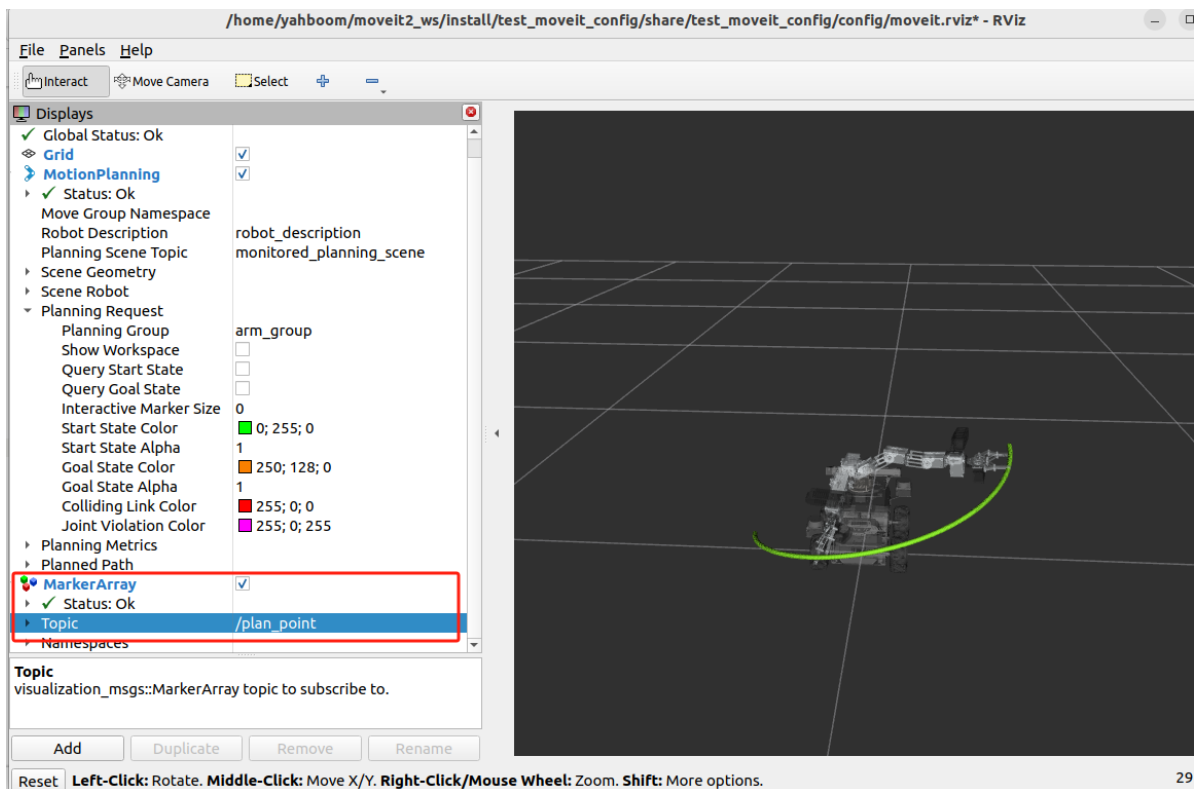 /home/yahboom/moveit2_ws/install/test_moveit_config/share/test_moveit_config/config/moveit.rviz* - RViz
File Panels Help
Interact Move Camera Select
Displays
Global Status: Ok
Grid
MotionPlanning
Status: Ok
Move Group Namespace
Robot Description robot_description
Planning Scene Topic monitored_planning_scene
Scene Geometry
Scene Robot
Planning Request
Planning Group arm_group
Show Workspace
Query Start State
Query Goal State
Interactive Marker Size 0
Start State Color 0; 255; 0
Start State Alpha 1
Goal State Color 250; 128; 0
Goal State Alpha 1
Colliding Link Color 255; 0; 0
Joint Violation Color 255; 0; 255
Planning Metrics
Planned Path
MarkerArray
Status: Ok
Topic /plan_point
Namespaces
Topic
visualization_msgs::MarkerArray topic to subscribe to.
Add Duplicate Remove Rename
Reset Left-Click: Rotate. Middle-Click: Move X/Y. Right-Click/Mouse Wheel: Zoom. Shift: More options. 29